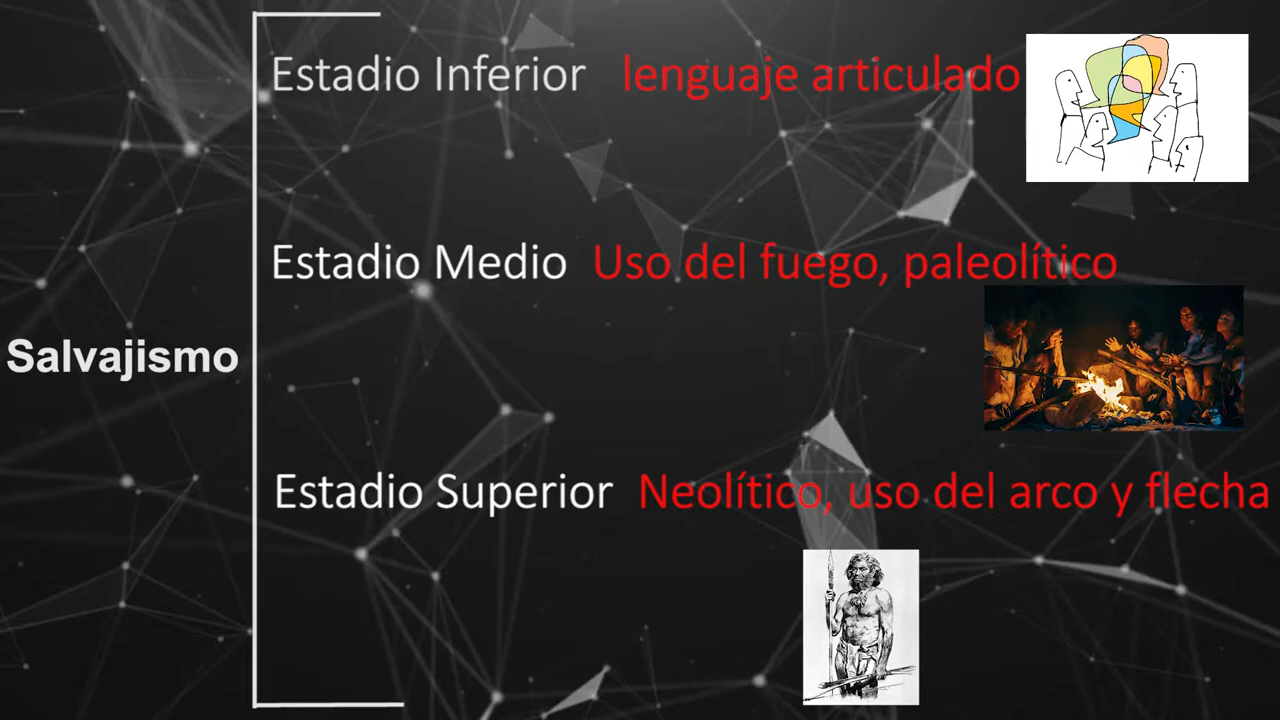 Estadio Inferior lenguaje articulado
Estadio Medio Uso del fuego, paleolítico
Salvajismo
Estadio Superior Neolítico, uso del arco y flecha